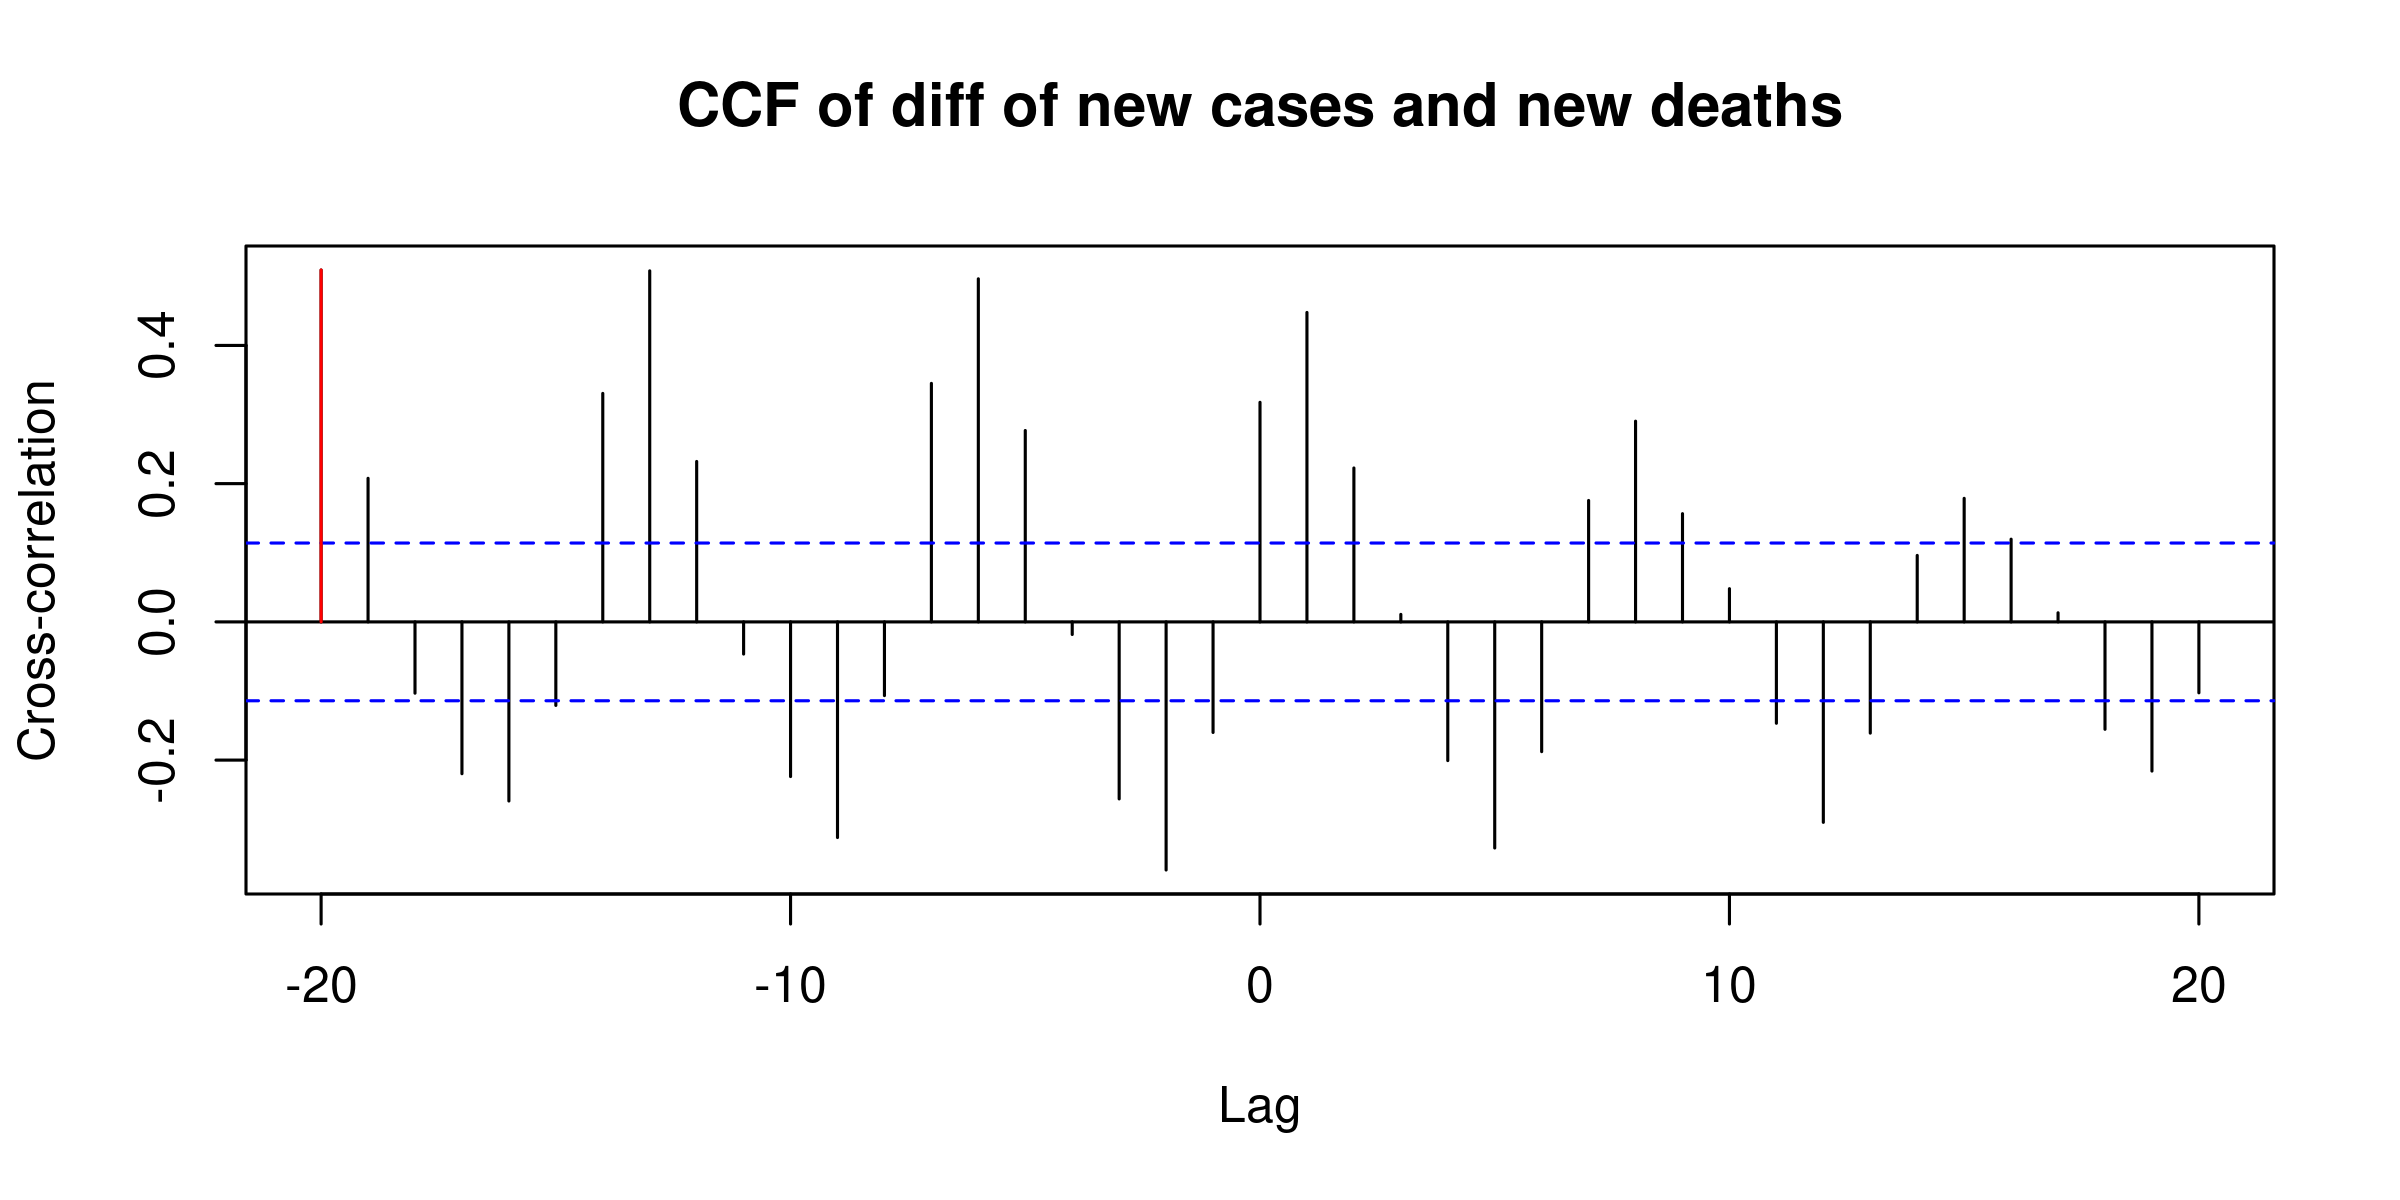 CCF of diff of new cases and new deaths
Cross-correlation
0.4
0.2
0.0
-0.2
-20 -10 0 10 20
Lag